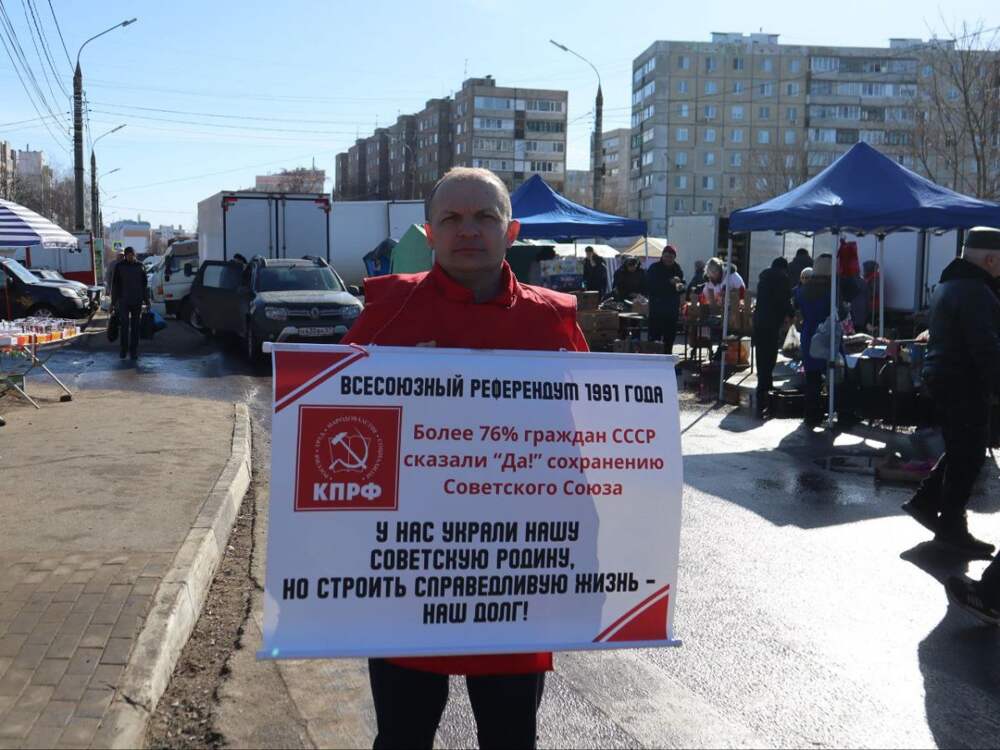 ВСЕСОЮЗНЫЙ РЕФЕРЕНДУМ 1991 ГОДА
Более 76% граждан СССР
сказали “Да!” сохранению
Советского Союза
КПРФ
У НАС УКРАЛИ НАШУ
СОВЕТСКУЮ РОДИНУ,
НО СТРОИТЬ СПРАВЕДЛИВУЮ ЖИЗНЬ –
НАШ ДОЛГ!